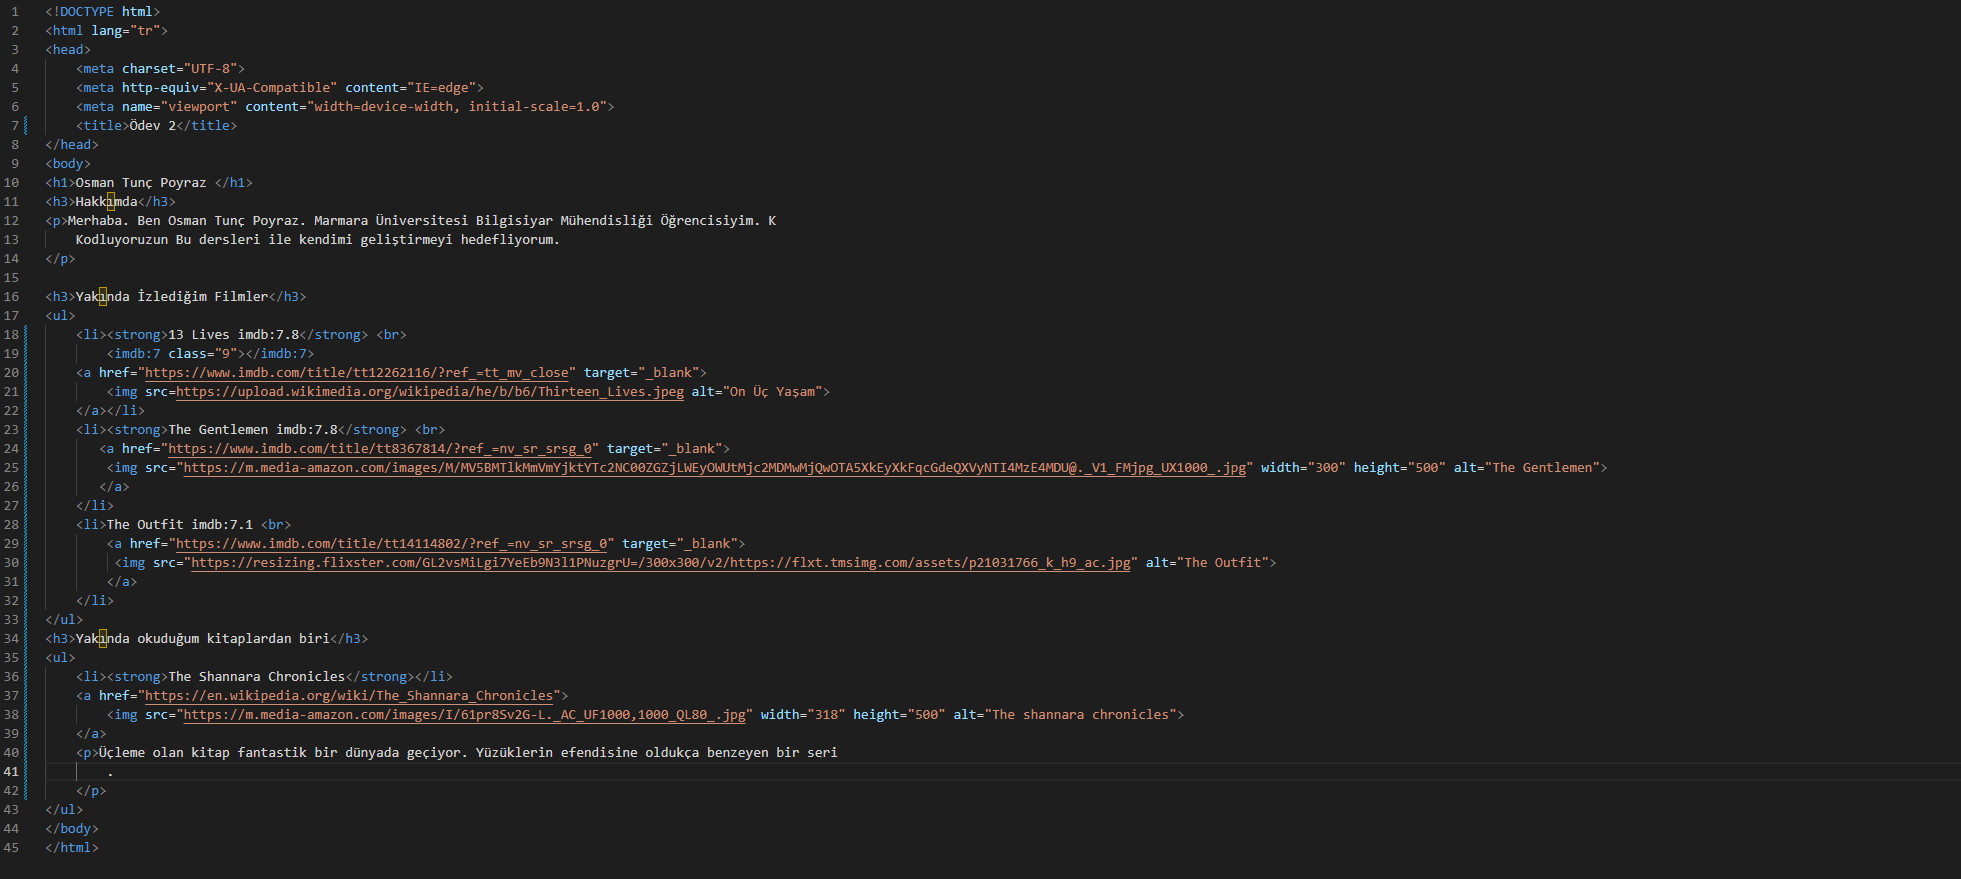 1 <!DOCTYPE html>
2 <html lang="tr">
3 <head>
4 <meta charset="UTF-8">
5 <meta http-equiv="X-UA-Compatible" content="IE=edge">
6 <meta name="viewport" content="width=device-width, initial-scale=1.0">
7 <title>Ödev 2</title>
8 </head>
9 <body>
10 <h1>Osman Tunç Poyraz </h1>
11 <h3>Hakkımda</h3>
12 <p>Merhaba. Ben Osman Tunç Poyraz. Marmara Üniversitesi Bilgisiyar Mühendisliği Öğrencisiyim. K
13 Kodluyoruzun Bu dersleri ile kendimi geliştirmeyi hedefliyorum.
14 </p>
15
16 <h3>Yakında İzlediğim Filmler</h3>
17 <ul>
18 <li><strong>13 Lives imdb:7.8</strong> <br>
19 <imdb:7 class="9"></imdb:7>
20 <a href="https://www.imdb.com/title/tt12262116/?ref_=tt_mv_close" target="_blank">
21 <img src=https://upload.wikimedia.org/wikipedia/he/b/b6/Thirteen_Lives.jpeg alt="On Üç Yaşam">
22 </a></li>
23 <li><strong>The Gentlemen imdb:7.8</strong> <br>
24 <a href="https://www.imdb.com/title/tt8367814/?ref_=nv_sr_srsg_0" target="_blank">
25 <img src="https://m.media-amazon.com/images/M/MV5BMTlkMmVmYjktYTc2NC00ZGZjLWEyOWUtMjc2MDMwMjQwOTA5XkEyXkFqcGdeQXVyNTI4MzE4MDU@._V1_FMjpg_UX1000_.jpg" width="300" height="500" alt="The Gentlemen">
26 </a>
27 </li>
28 <li>The Outfit imdb:7.1 <br>
29 <a href="https://www.imdb.com/title/tt14114802/?ref_=nv_sr_srsg_0" target="_blank">
30 <img src="https://resizing.flixster.com/GL2vsMiLgi7YeEb9N3l1PNuzgrU=/300x300/v2/https://flxt.tmsimg.com/assets/p21031766_k_h9_ac.jpg" alt="The Outfit">
31 </a>
32 </li>
33 </ul>
34 <h3>Yakında okuduğum kitaplardan biri</h3>
35 <ul>
36 <li><strong>The Shannara Chronicles</strong></li>
37 <a href="https://en.wikipedia.org/wiki/The_Shannara_Chronicles">
38 <img src="https://m.media-amazon.com/images/I/61pr8Sv2G-L._AC_UF1000,1000_QL80_.jpg" width="318" height="500" alt="The shannara chronicles">
39 </a>
40 <p>Üçleme olan kitap fantastik bir dünyada geçiyor. Yüzüklerin efendisine oldukça benzeyen bir seri
41 .
42 </p>
43 </ul>
44 </body>
45 </html>